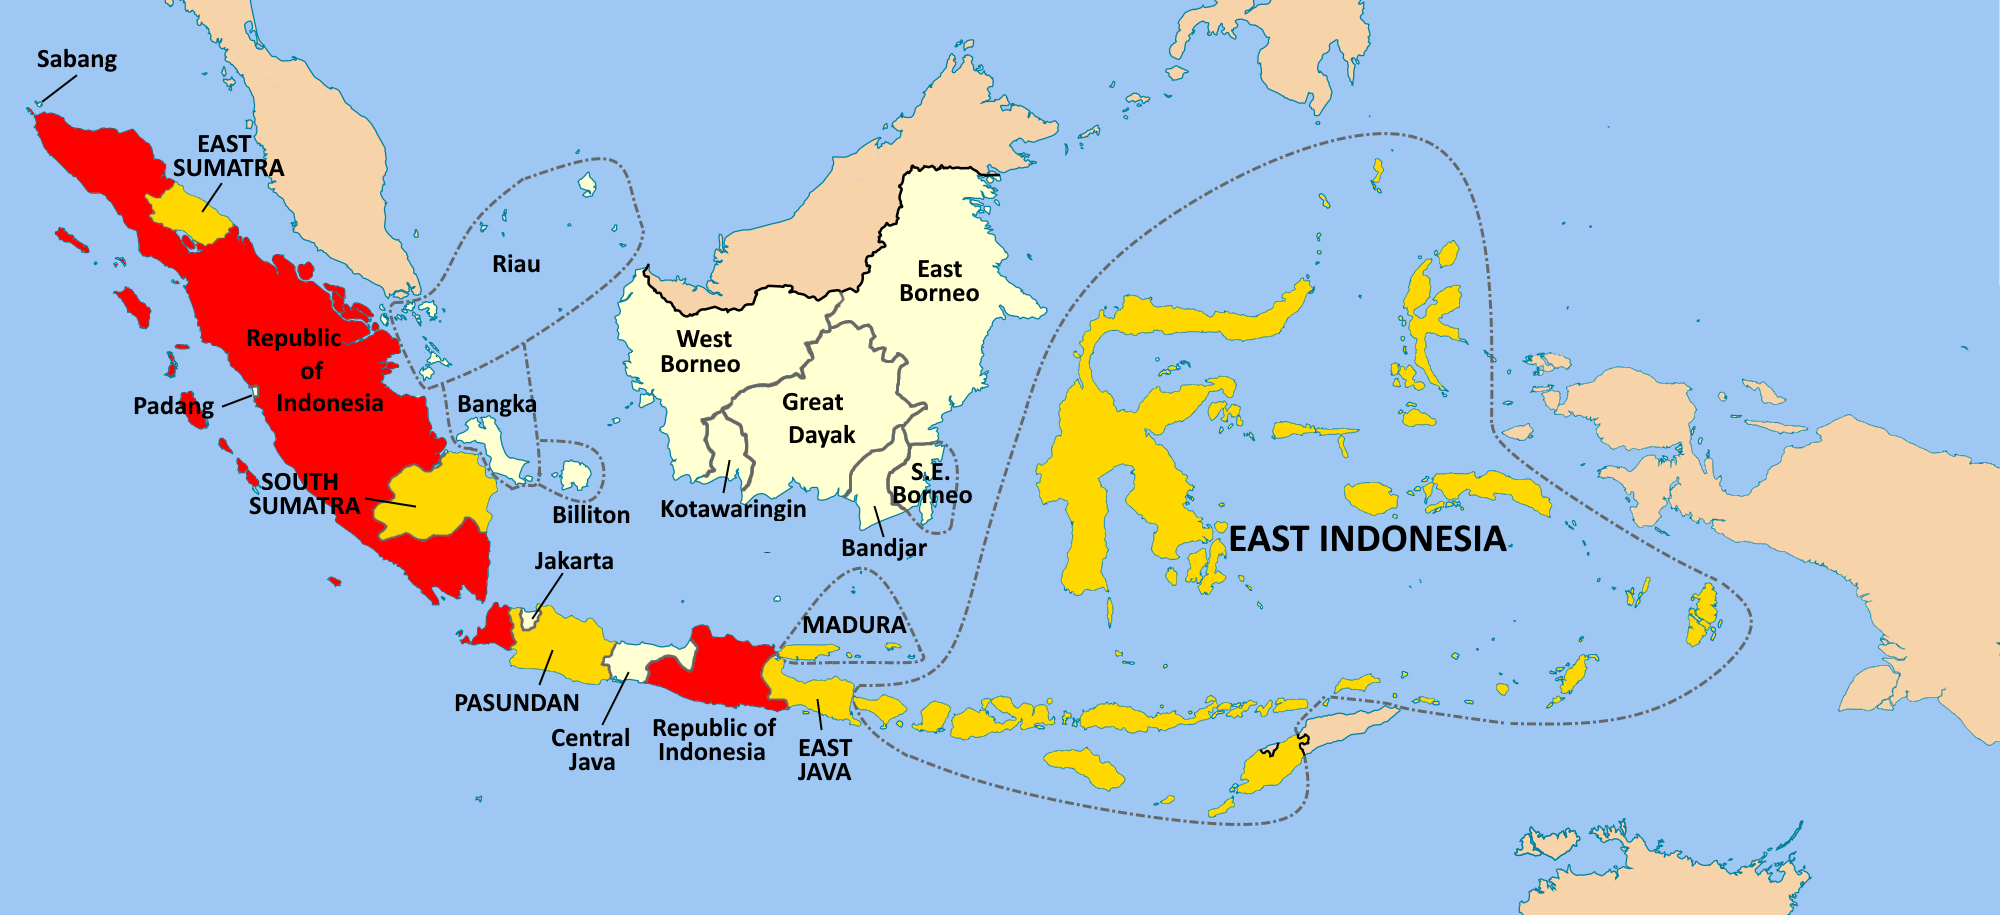 Sabang
EAST
SUMATRA
Riau
East
Borneo
Republic
of
Indonesia
West
Borneo
Padang
Bangka
Great
Dayak
SOUTH
SUMATRA
S.E.
Borneo
Kotawaringin
Billiton
Bandjar
EAST INDONESIA
Jakarta
MADURA
PASUNDAN
Central
Java
Republic of
Indonesia
EAST
JAVA